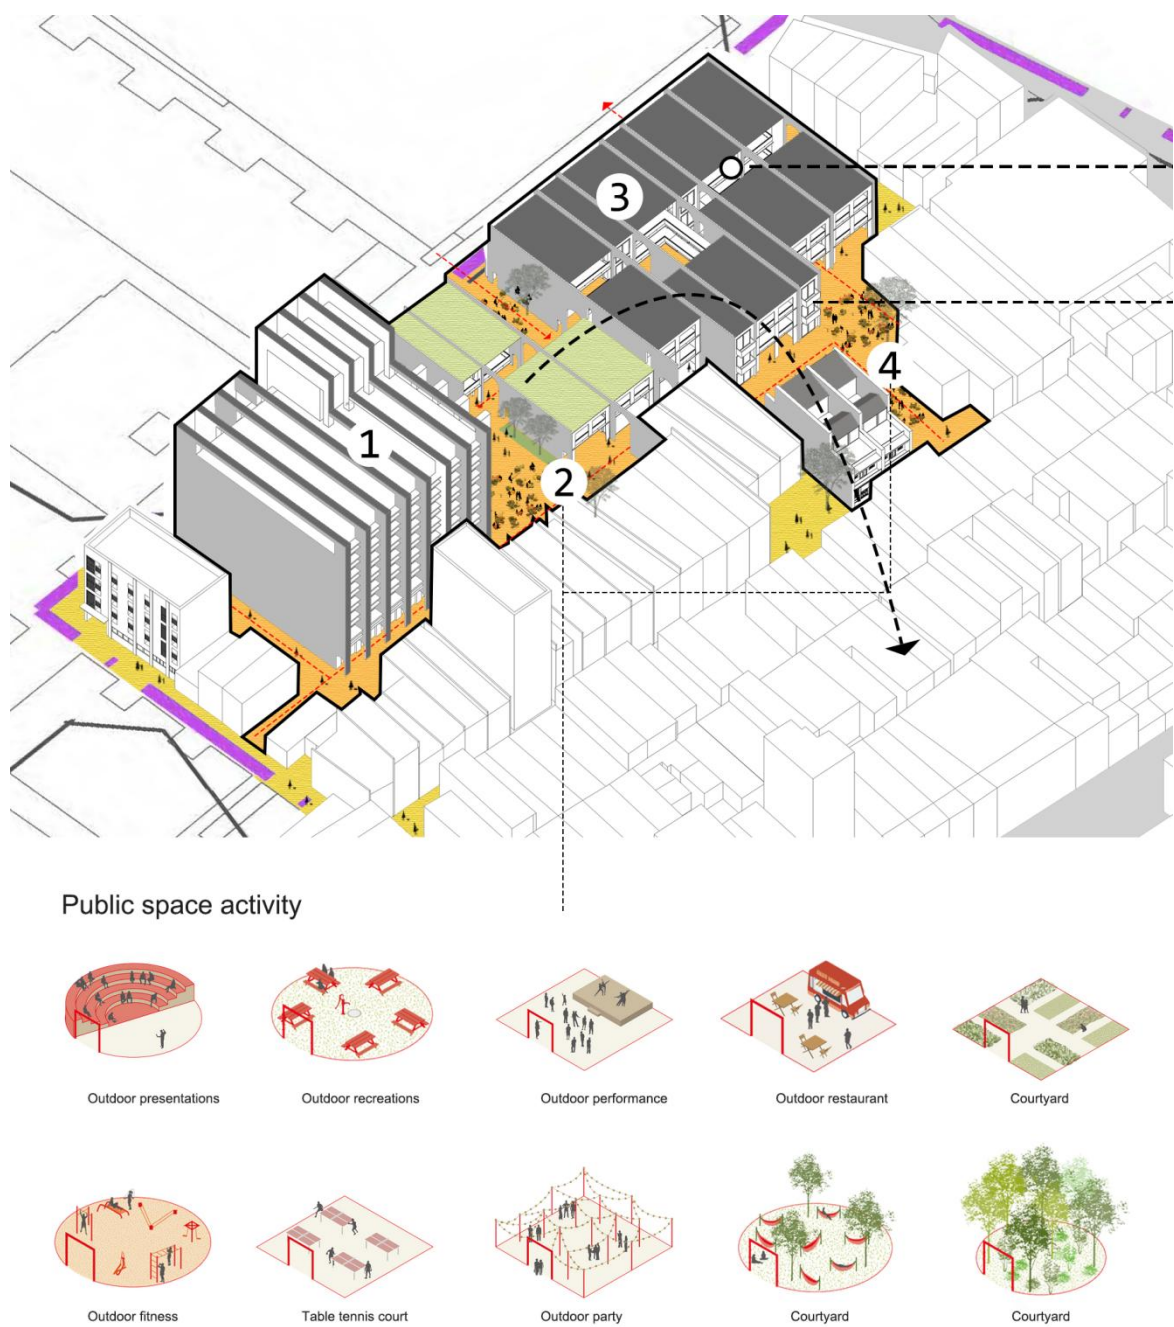 3
4
1
2
Public space activity
Outdoor presentations
Outdoor recreations
Outdoor performance
Outdoor restaurant
Courtyard
Outdoor fitness
Table tennis court
Outdoor party
Courtyard
Courtyard